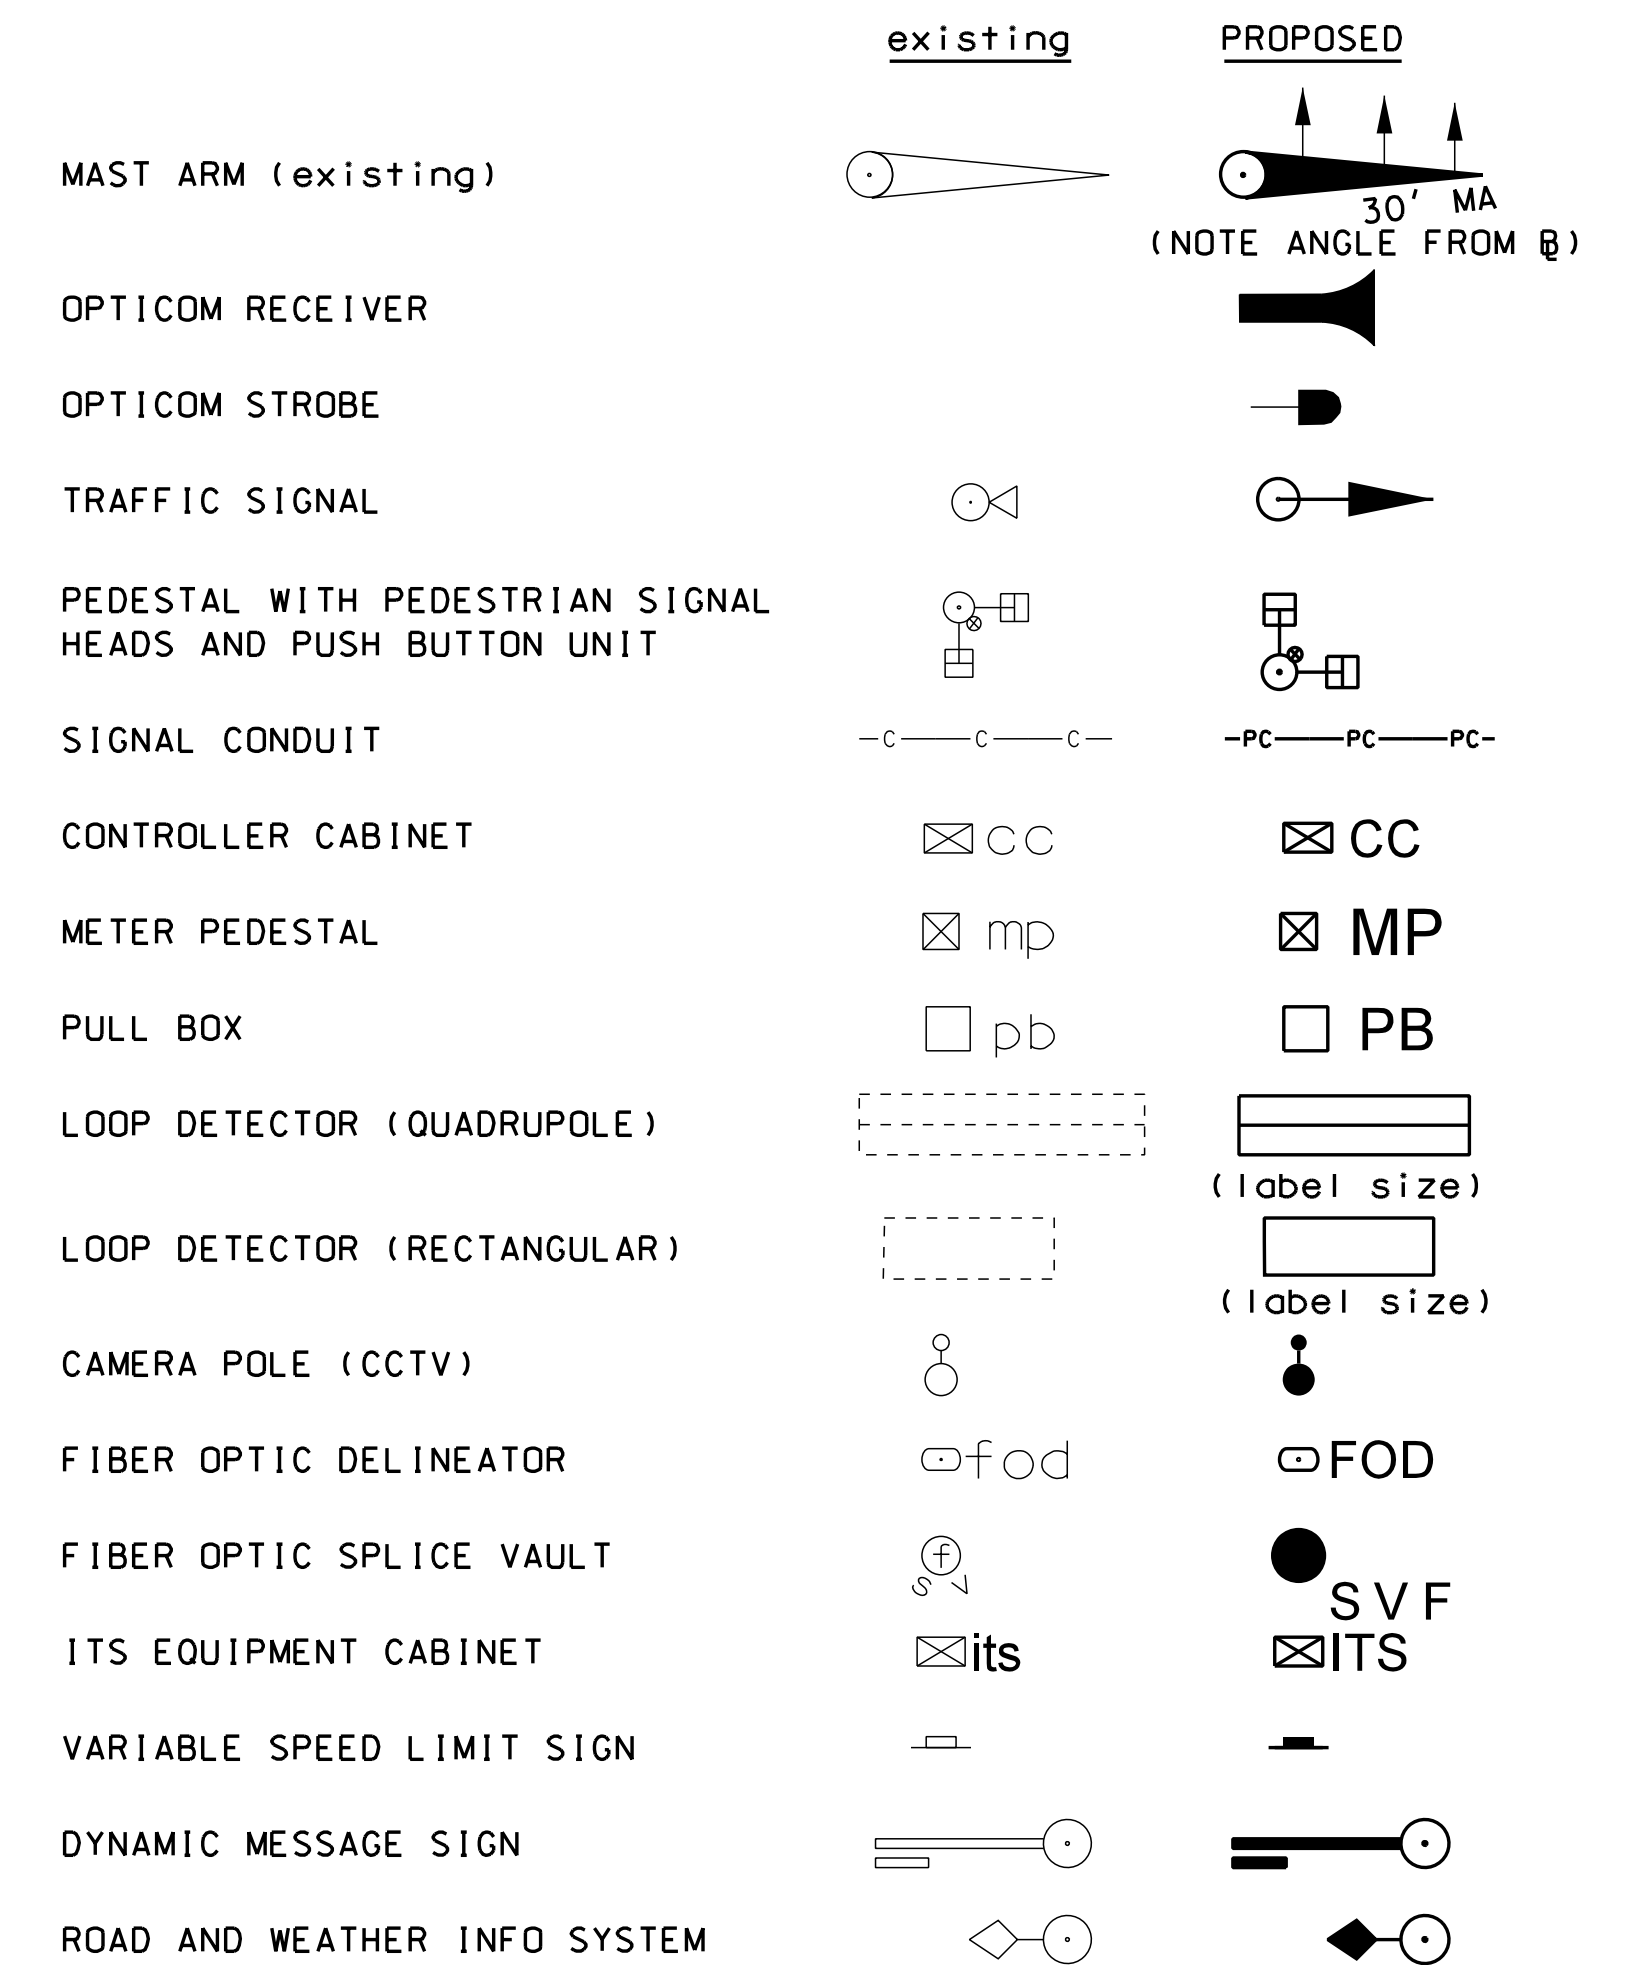 existing PROPOSED
MAST ARM (existing)
30' MA
(NOTE ANGLE FROM BL)
OPTICOM RECEIVER
OPTICOM STROBE
TRAFFIC SIGNAL
PEDESTAL WITH PEDESTRIAN SIGNAL
HEADS AND PUSH BUTTON UNIT
SIGNAL CONDUIT C C C PC PC PC
CONTROLLER CABINET cc CC
METER PEDESTAL mp MP
PULL BOX pb PB
LOOP DETECTOR (QUADRUPOLE)
(label size)
LOOP DETECTOR (RECTANGULAR)
(label size)
CAMERA POLE (CCTV)
FIBER OPTIC DELINEATOR fod FOD
FIBER OPTIC SPLICE VAULT f
s v SVF
ITS EQUIPMENT CABINET its ITS
VARIABLE SPEED LIMIT SIGN
DYNAMIC MESSAGE SIGN
ROAD AND WEATHER INFO SYSTEM